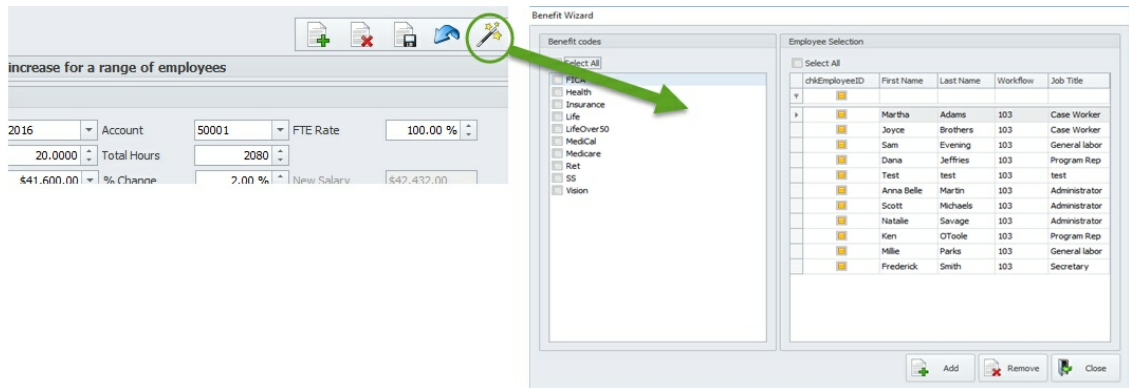 increase for a range of employees
2016 Account 50001 FTE Rate 100.00 %
20.0000 Total Hours 2080
$41,600.00 % Change 2.00 % New Salary $42,432.00
Benefit Wizard
Benefit codes
Select All
FICA
Health
Insurance
Life
LifeOver50
MediCal
Medicare
Ret
SS
Vision
Employee Selection
Select All
chkEmployeeID First Name Last Name Workflow Job Title
Martha Adams 103 Case Worker
Joyce Brothers 103 Case Worker
Sam Evening 103 General labor
Dana Jeffries 103 Program Rep
Test test 103 test
Anna Belle Martin 103 Administrator
Scott Michaels 103 Administrator
Natalie Savage 103 Administrator
Ken OToole 103 Program Rep
Millie Parks 103 General labor
Frederick Smith 103 Secretary
Add Remove Close